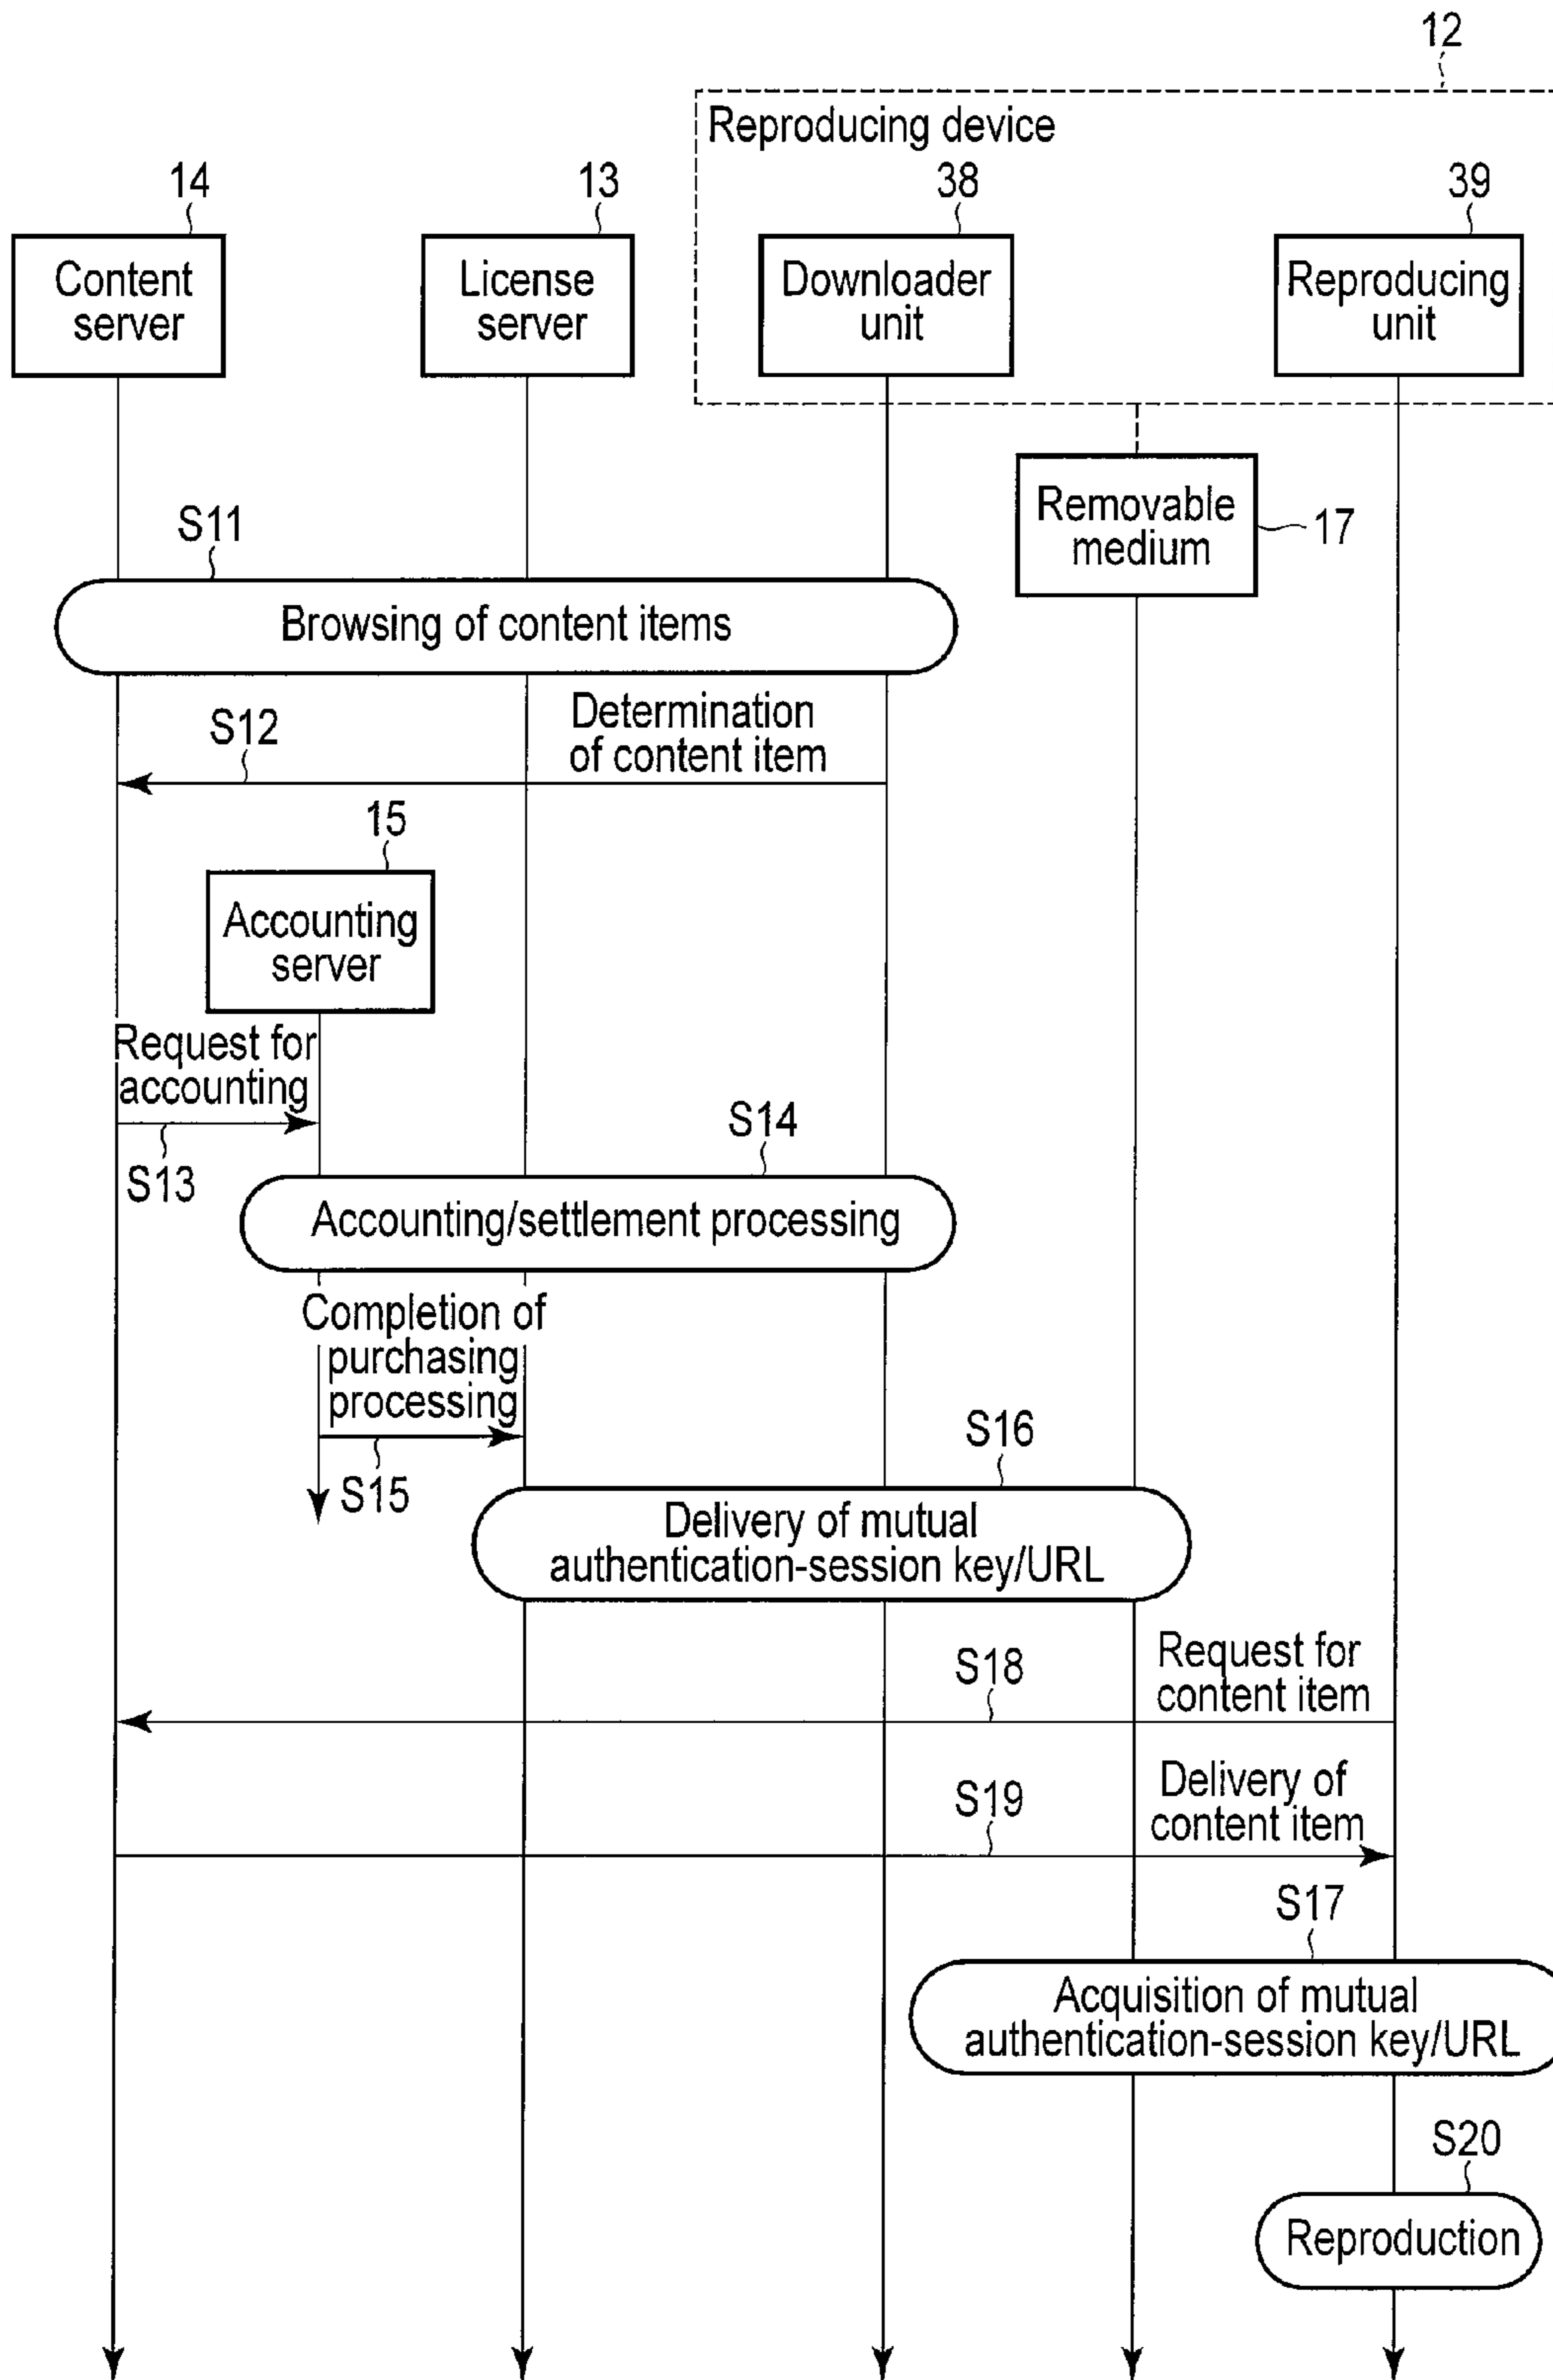 12
Reproducing device
14
13
38
39
Content
server
License
server
Downloader
unit
Reproducing
unit
Removable
medium
17
S11
Browsing of content items
S12
Determination
of content item
15
Accounting
server
Request for
accounting
S13
S14
Accounting/settlement processing
Completion of
purchasing
processing
S15
S16
Delivery of mutual
authentication-session key/URL
S18
Request for
content item
S19
Delivery of
content item
S17
Acquisition of mutual
authentication-session key/URL
S20
Reproduction